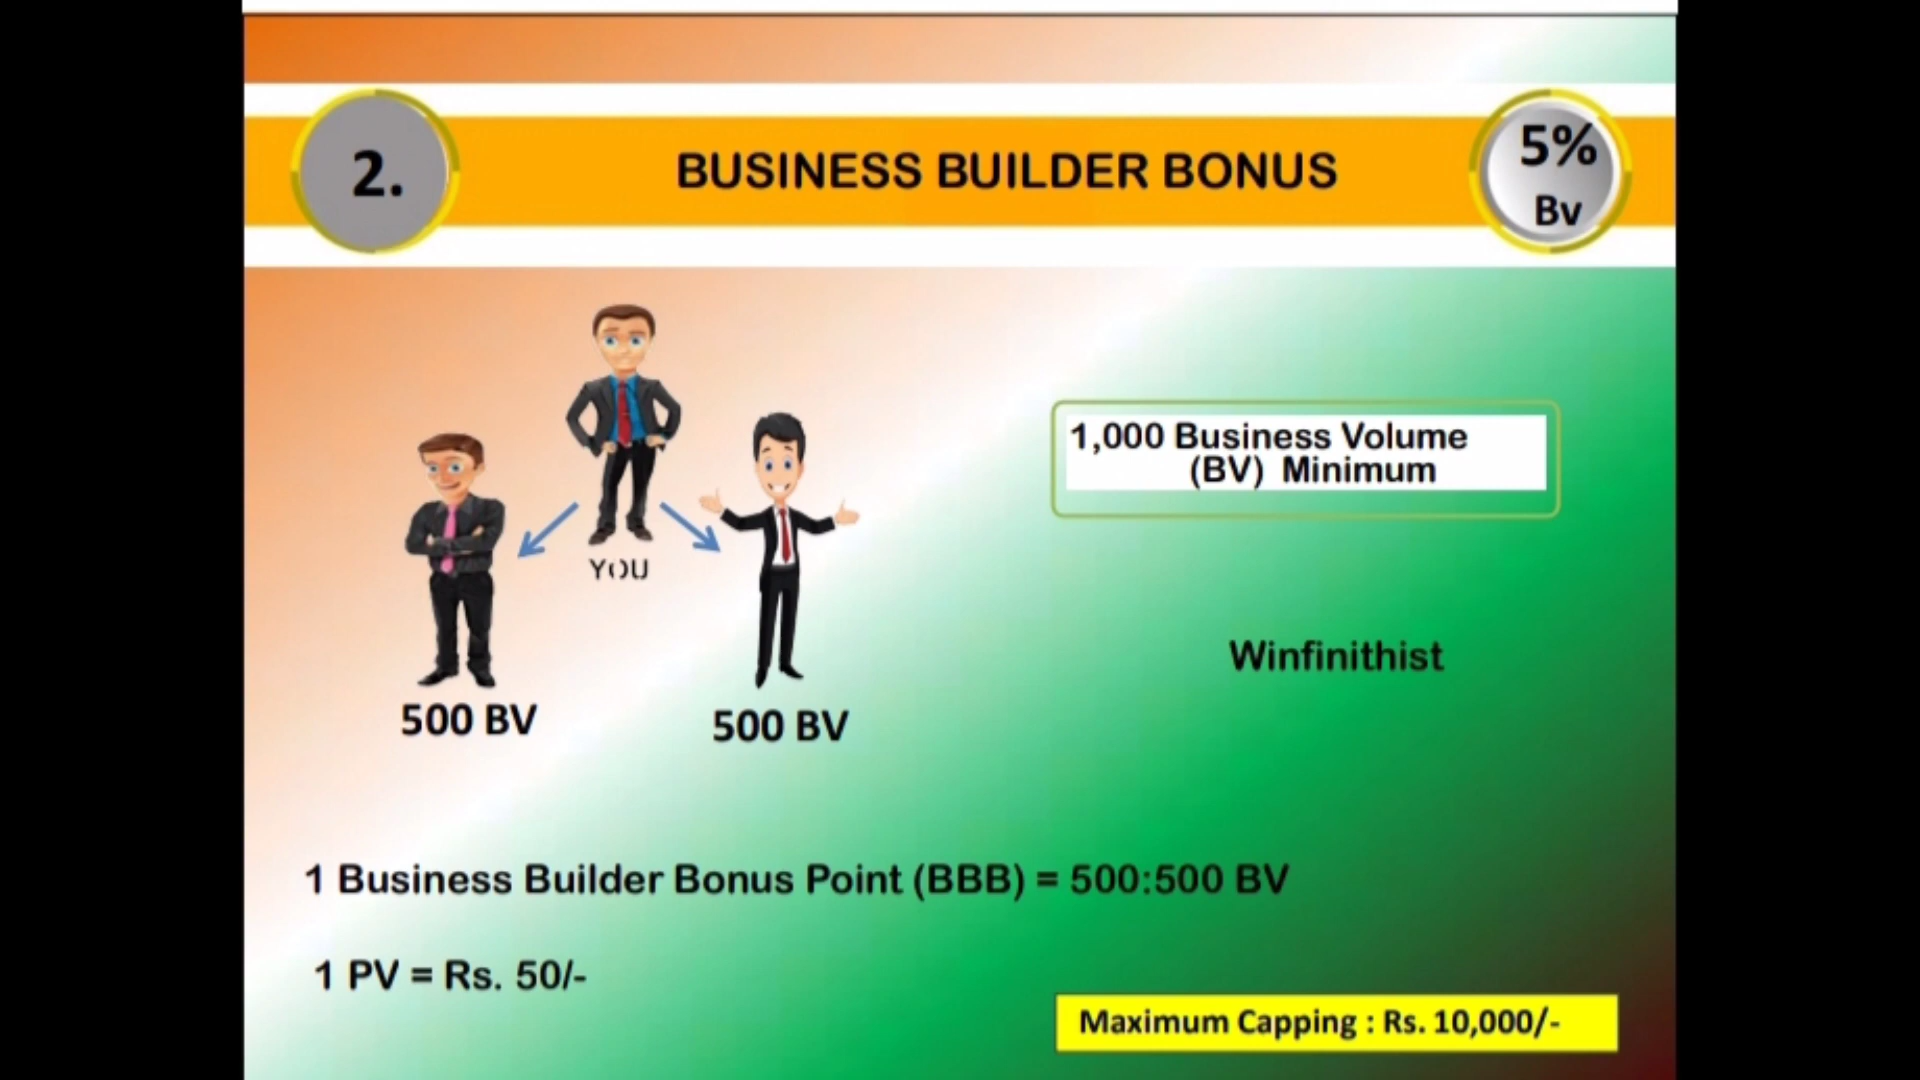 2.
BUSINESS BUILDER BONUS
5%
Bv
1,000 Business Volume
(BV) Minimum
YOU
Winfinithist
500 BV
500 BV
1 Business Builder Bonus Point (BBB) = 500:500 BV
1 PV = Rs. 50/-
Maximum Capping : Rs. 10,000/-